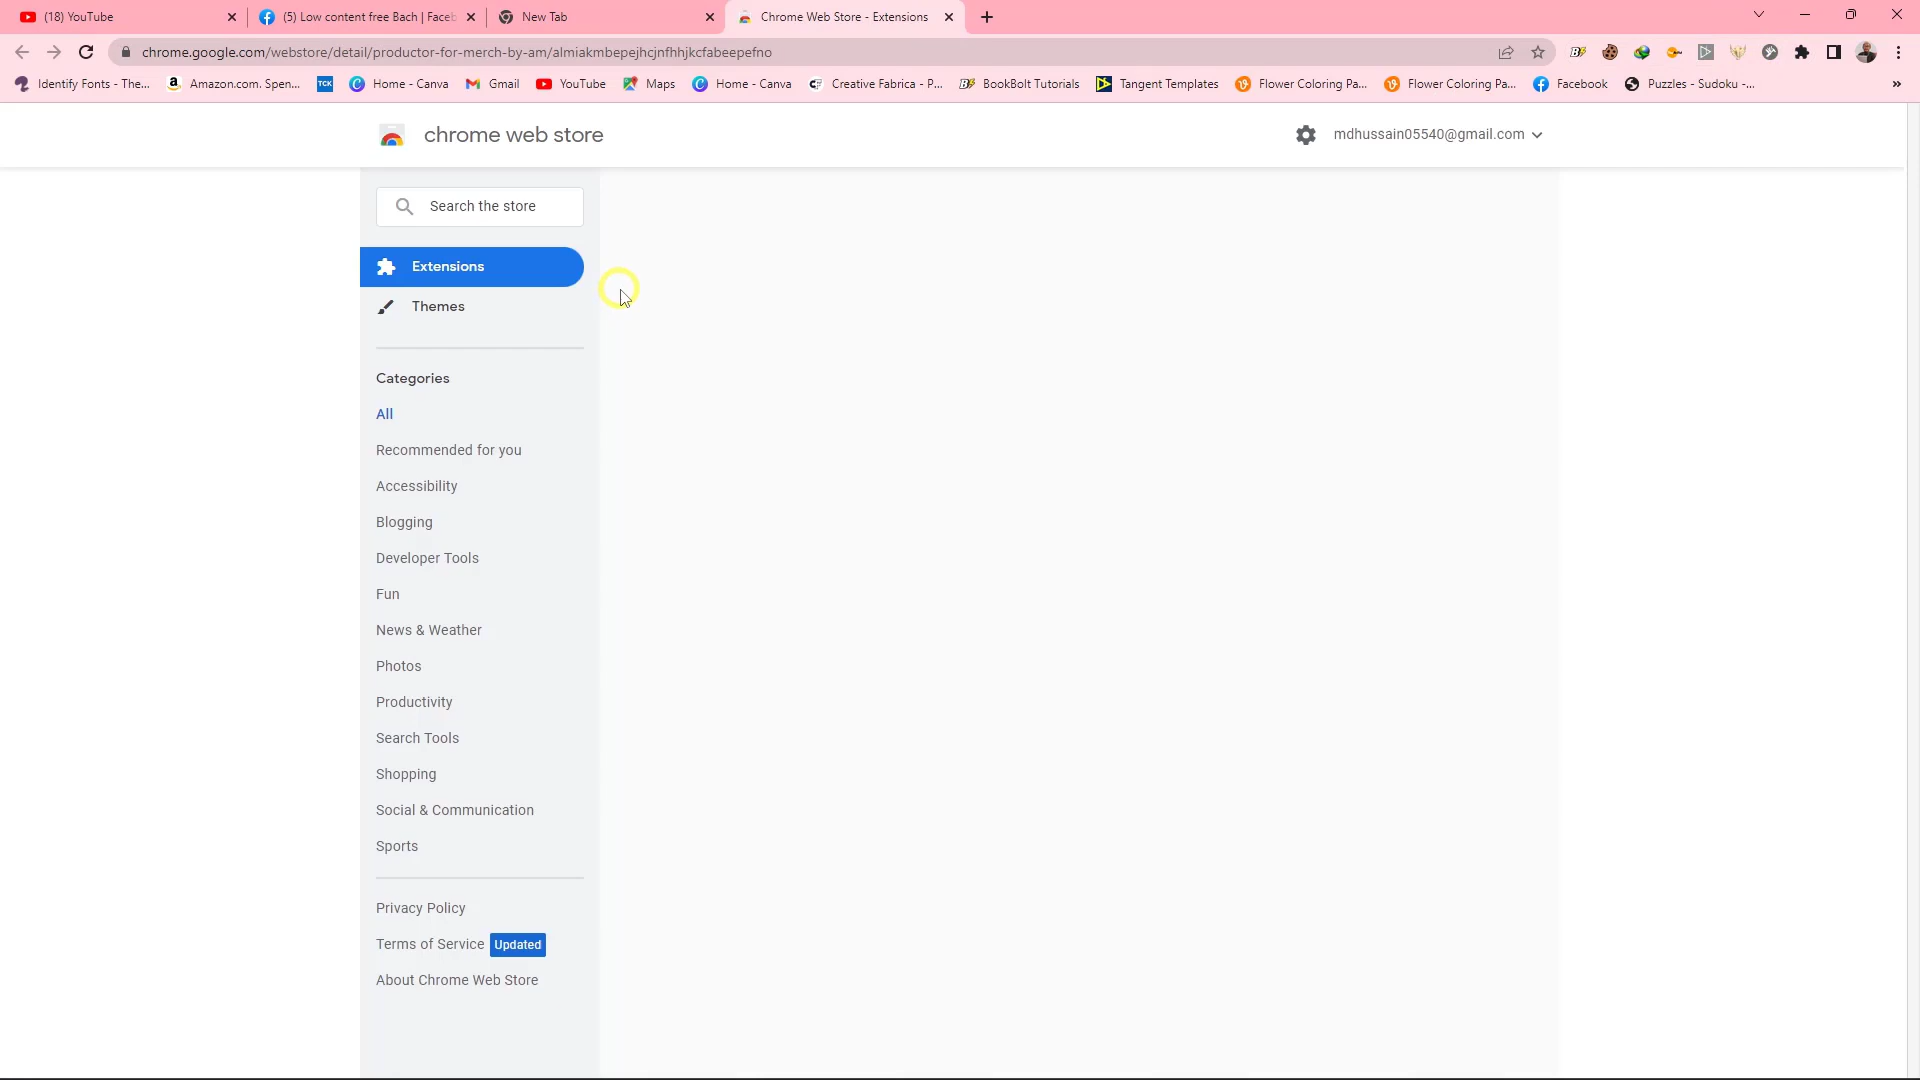 (18) YouTube
(5) Low content free Bach | Faceb
New Tab
Chrome Web Store - Extensions
chrome.google.com/webstore/detail/productor-for-merch-by-am/almiakmbepejhcjnfhhjkcfabeepefno
Identify Fonts - The...
Amazon.com. Spen...
TCK
Home - Canva
Gmail
YouTube
Maps
Home - Canva
Creative Fabrica - P...
BookBolt Tutorials
Tangent Templates
Flower Coloring Pa...
Flower Coloring Pa...
Facebook
Puzzles - Sudoku -...
chrome web store
mdhussain05540@gmail.com
Search the store
Extensions
Themes
Categories
All
Recommended for you
Accessibility
Blogging
Developer Tools
Fun
News & Weather
Photos
Productivity
Search Tools
Shopping
Social & Communication
Sports
Privacy Policy
Terms of Service Updated
About Chrome Web Store